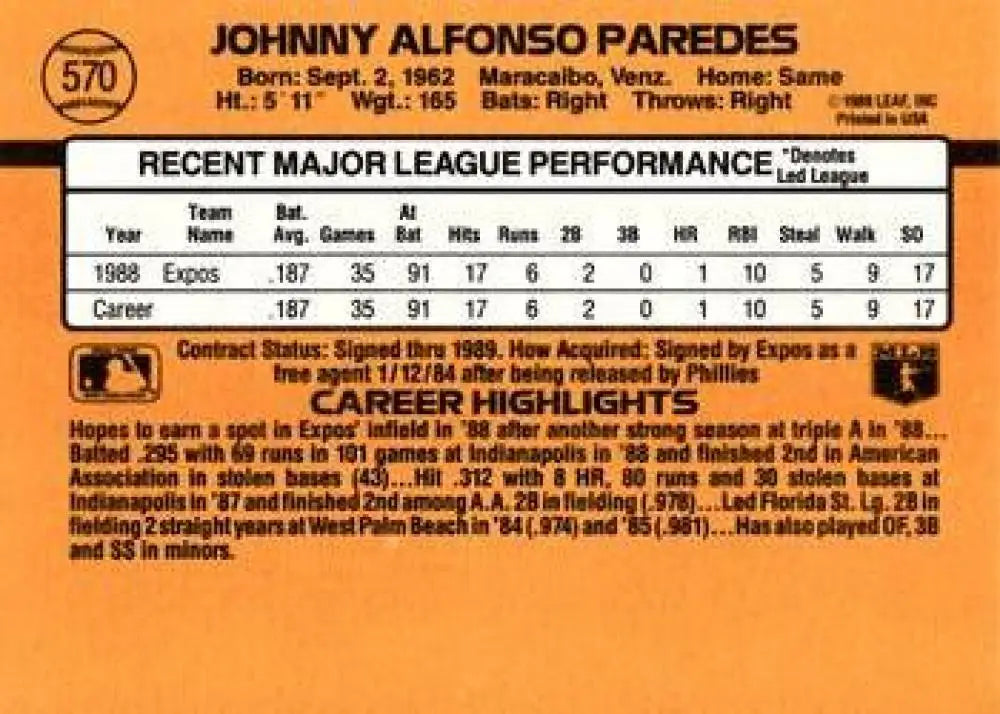 570
JOHNNY ALFONSO PAREDES
Born: Sept. 2, 1962 Maracaibo, Venz. Home: Same
Ht.: 5' 11" Wgt.: 165 Bats: Right Throws: Right
LEAF, INC
Printed in USA
RECENT MAJOR LEAGUE PERFORMANCE *Denotes Led League
Year Team Name Bat. Avg. Games At Bat Hits Runs 2B 3B HR RBI Steal Walk SO
1988 Expos .187 35 91 17 6 2 0 1 10 5 9 17
Career .187 35 91 17 6 2 0 1 10 5 9 17
Contract Status: Signed thru 1989. How Acquired: Signed by Expos as a
free agent 1/12/84 after being released by Phillies
CAREER HIGHLIGHTS
Hopes to earn a spot in Expos' infield in '88 after another strong season at triple A in '88...
Batted .295 with 69 runs in 101 games at Indianapolis in '88 and finished 2nd in American
Association in stolen bases (43)...Hit .312 with 8 HR, 80 runs and 30 stolen bases at
Indianapolis in '87 and finished 2nd among A.A. 2B in fielding (.978)...Led Florida St. Lg. 2B in
fielding 2 straight years at West Palm Beach in '84 (.974) and '85 (.981)...Has also played OF, 3B
and SS in minors.